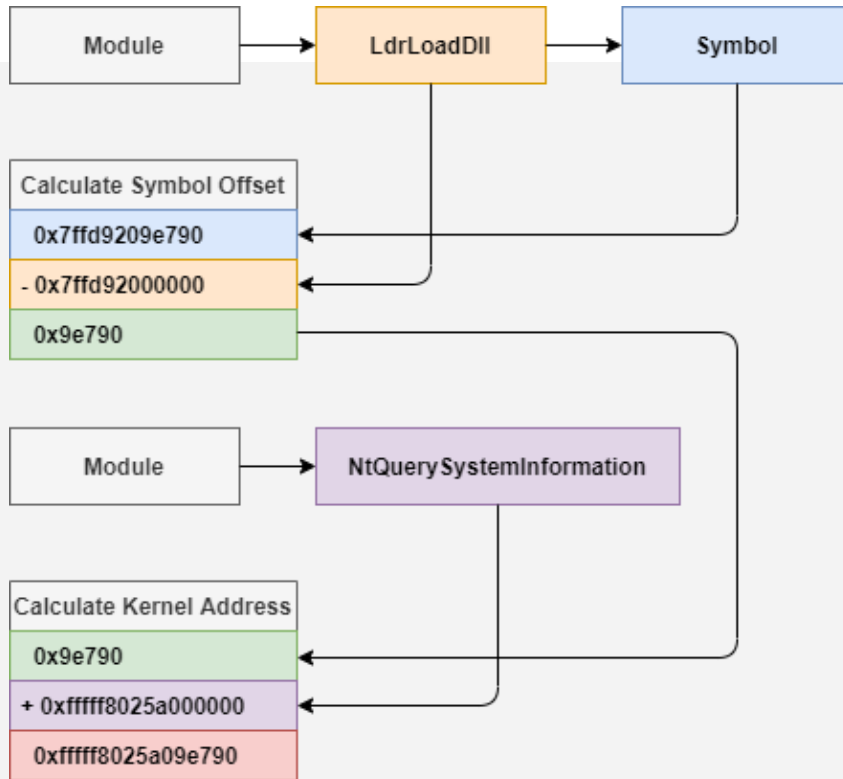 Module
LdrLoadDll
Symbol
Calculate Symbol Offset
0x7ffd9209e790
- 0x7ffd92000000
0x9e790
Module
NtQuerySystemInformation
Calculate Kernel Address
0x9e790
+ 0xfffff8025a000000
0xfffff8025a09e790